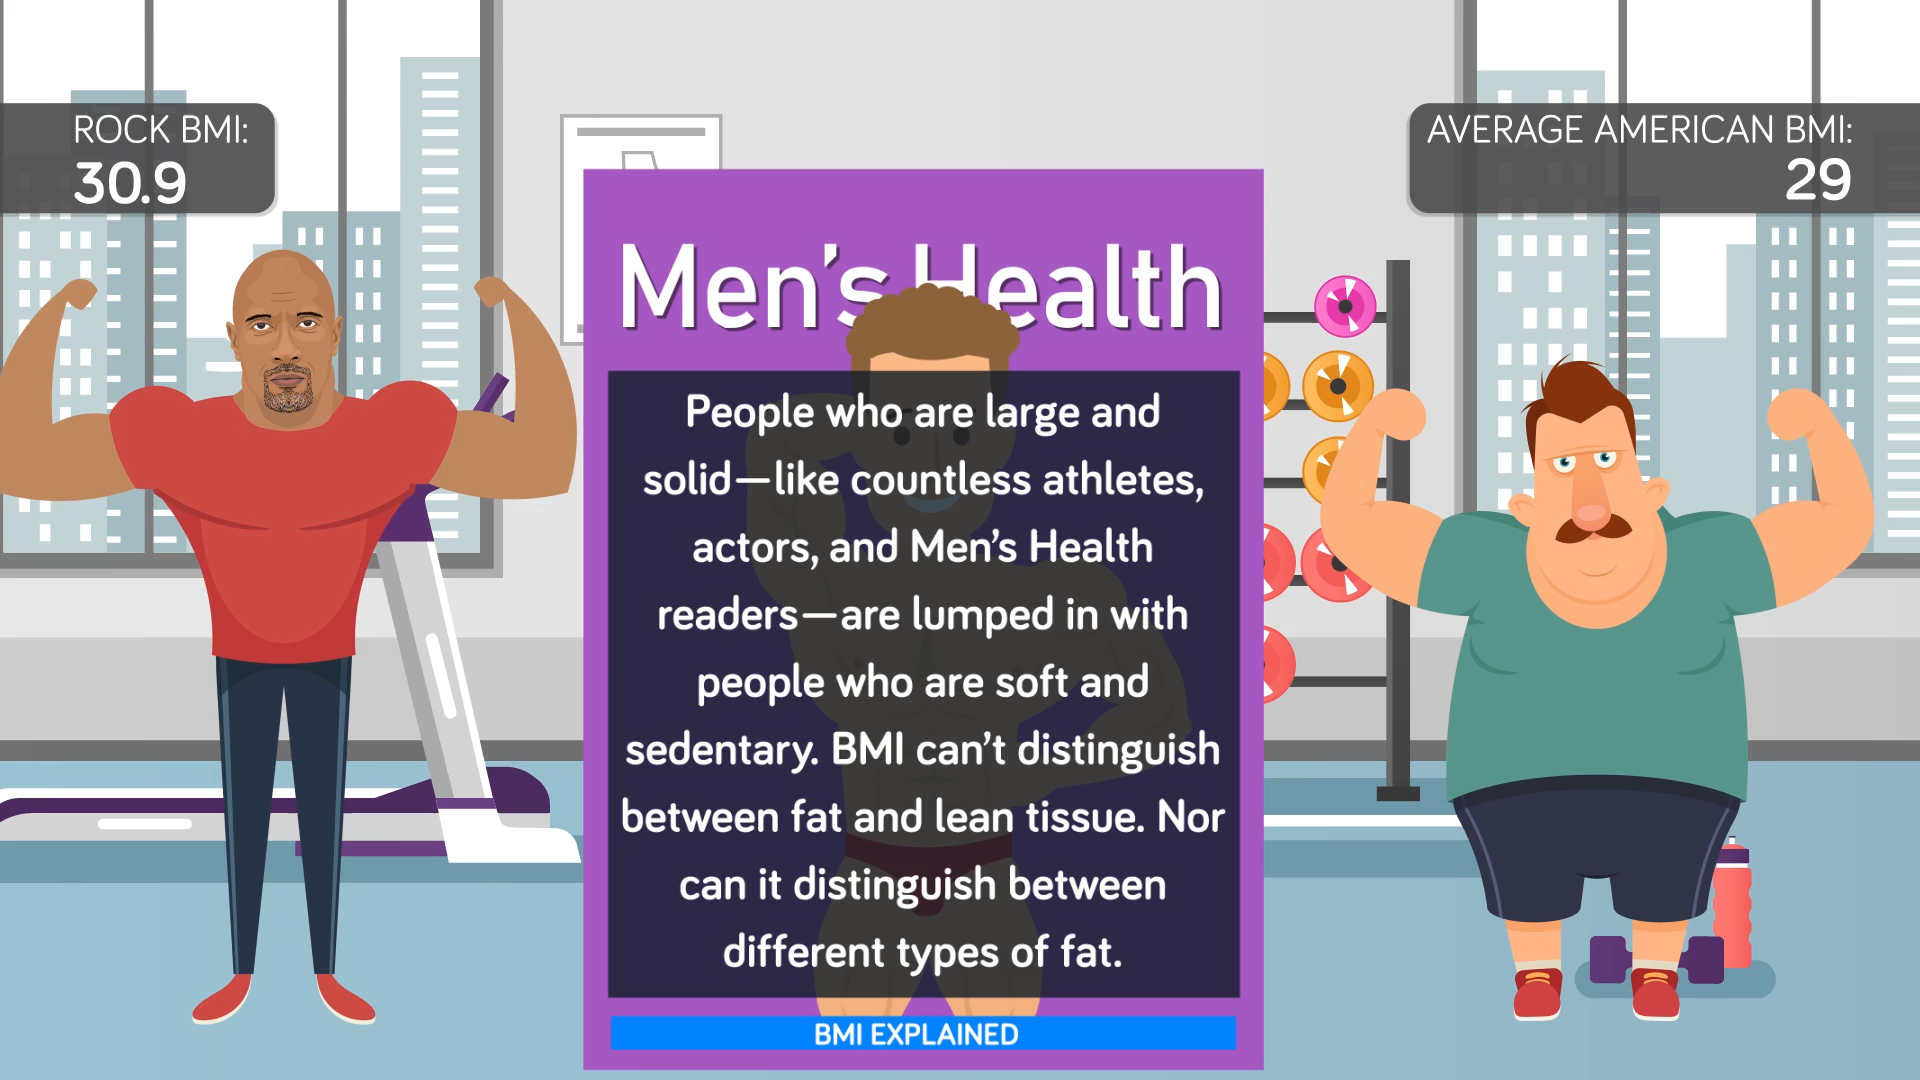 ROCK BMI:
30.9
AVERAGE AMERICAN BMI:
29
Men's Health
People who are large and
solid—like countless athletes,
actors, and Men's Health
readers—are lumped in with
people who are soft and
sedentary. BMI can't distinguish
between fat and lean tissue. Nor
can it distinguish between
different types of fat.
BMI EXPLAINED